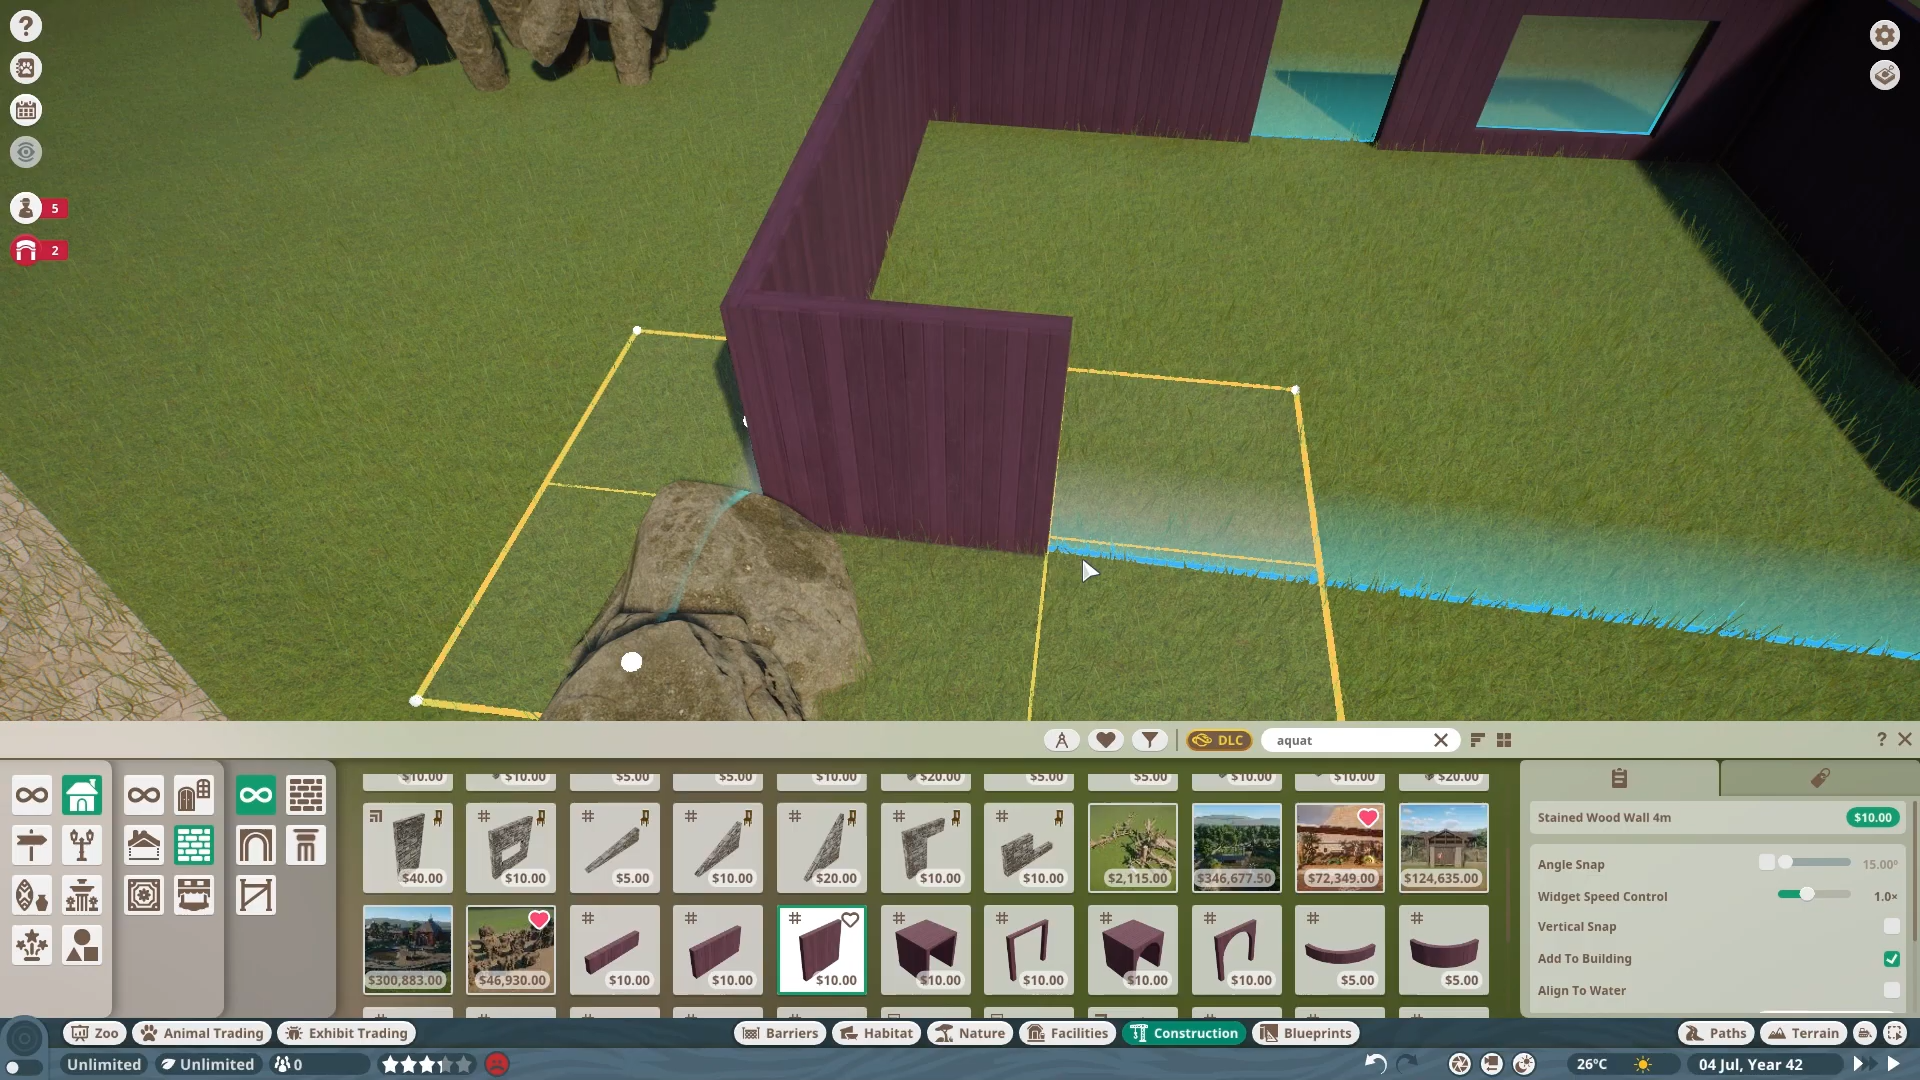 ?
5
2
DLC
aquat
?
$10.00 $10.00 $5.00 $5.00 $10.00 $20.00 $5.00 $5.00 $10.00 $10.00 $20.00
$40.00 $10.00 $5.00 $10.00 $20.00 $10.00 $10.00 $2,115.00 $346,677.50 $72,349.00 $124,635.00
$300,883.00 $46,930.00 $10.00 $10.00 $10.00 $10.00 $10.00 $10.00 $10.00 $5.00 $5.00
Stained Wood Wall 4m $10.00
Angle Snap 15.00°
Widget Speed Control 1.0×
Vertical Snap
Add To Building
Align To Water
Zoo Animal Trading Exhibit Trading Barriers Habitat Nature Facilities Construction Blueprints Paths Terrain
Unlimited Unlimited 0 26°C 04 Jul, Year 42